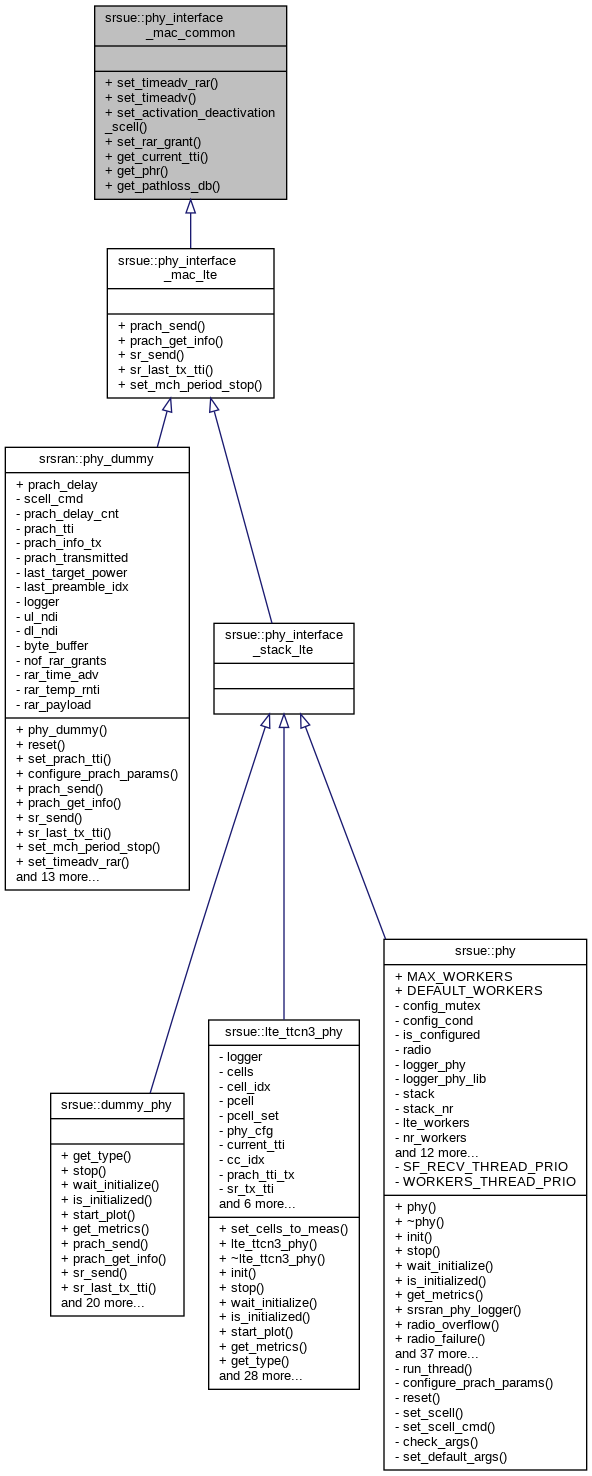 srsue::phy_interface
_mac_common
+ set_timeadv_rar()
+ set_timeadv()
+ set_activation_deactivation
_scell()
+ set_rar_grant()
+ get_current_tti()
+ get_phr()
+ get_pathloss_db()
srsue::phy_interface
_mac_lte
+ prach_send()
+ prach_get_info()
+ sr_send()
+ sr_last_tx_tti()
+ set_mch_period_stop()
srsran::phy_dummy
+ prach_delay
- scell_cmd
- prach_delay_cnt
- prach_tti
- prach_info_tx
- prach_transmitted
- last_target_power
- last_preamble_idx
- logger
- ul_ndi
- dl_ndi
- byte_buffer
- nof_rar_grants
- rar_time_adv
- rar_temp_rnti
- rar_payload
+ phy_dummy()
+ reset()
+ set_prach_tti()
+ configure_prach_params()
+ prach_send()
+ prach_get_info()
+ sr_send()
+ sr_last_tx_tti()
+ set_mch_period_stop()
+ set_timeadv_rar()
and 13 more...
srsue::phy_interface
_stack_lte
srsue::dummy_phy
+ get_type()
+ stop()
+ wait_initialize()
+ is_initialized()
+ start_plot()
+ get_metrics()
+ prach_send()
+ prach_get_info()
+ sr_send()
+ sr_last_tx_tti()
and 20 more...
srsue::lte_ttcn3_phy
- logger
- cells
- cell_idx
- pcell
- pcell_set
- phy_cfg
- current_tti
- cc_idx
- prach_tti_tx
- sr_tx_tti
and 6 more...
+ set_cells_to_meas()
+ lte_ttcn3_phy()
+ ~lte_ttcn3_phy()
+ init()
+ stop()
+ wait_initialize()
+ is_initialized()
+ start_plot()
+ get_metrics()
+ get_type()
and 28 more...
srsue::phy
+ MAX_WORKERS
+ DEFAULT_WORKERS
- config_mutex
- config_cond
- is_configured
- radio
- logger_phy
- logger_phy_lib
- stack
- stack_nr
- lte_workers
- nr_workers
and 12 more...
- SF_RECV_THREAD_PRIO
- WORKERS_THREAD_PRIO
+ phy()
+ ~phy()
+ init()
+ stop()
+ wait_initialize()
+ is_initialized()
+ get_metrics()
+ srsran_phy_logger()
+ radio_overflow()
+ radio_failure()
and 37 more...
- run_thread()
- configure_prach_params()
- reset()
- set_scell()
- set_scell_cmd()
- check_args()
- set_default_args()